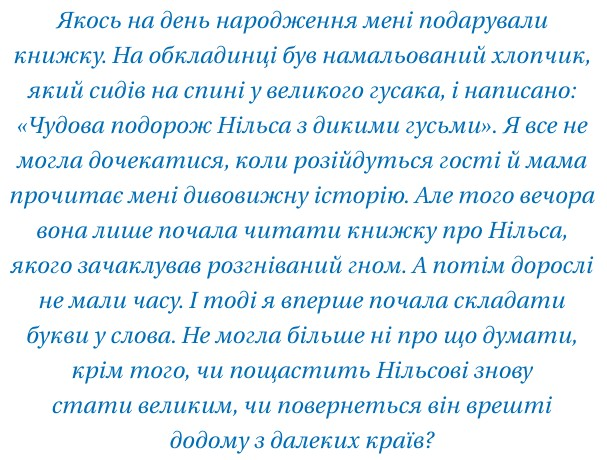 Якось на день народження мені подарували
книжку. На обкладинці був намальований хлопчик,
який сидів на спині у великого гусака, і написано:
«Чудова подорож Нільса з дикими гусьми». Я все не
могла дочекатися, коли розійдуться гості й мама
прочитає мені дивовижну історію. Але того вечора
вона лише почала читати книжку про Нільса,
якого зачаклував розгніваний гном. А потім дорослі
не мали часу. І тоді я вперше почала складати
букви у слова. Не могла більше ні про що думати,
крім того, чи пощастить Нільсові знову
стати великим, чи повернеться він врешті
додому з далеких країв?